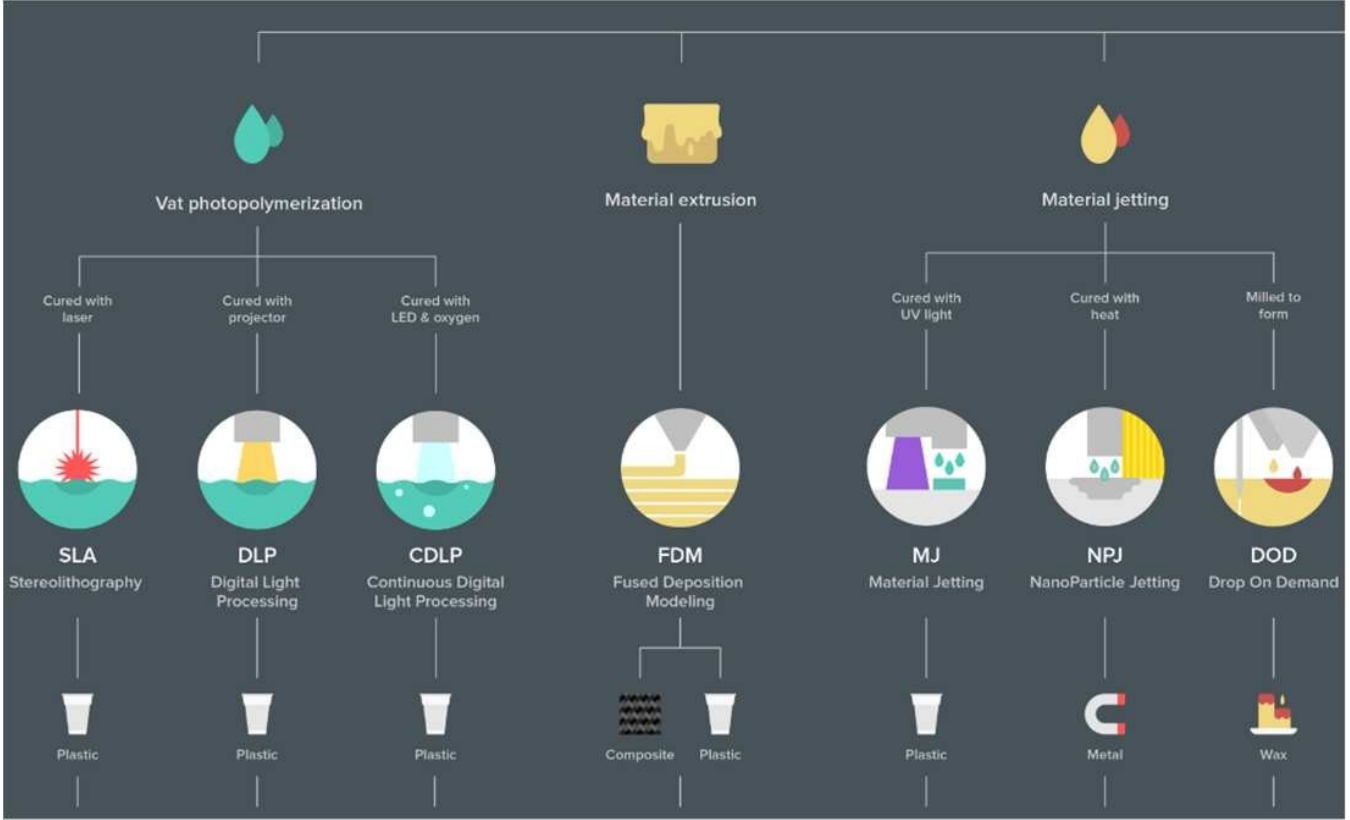 Vat photopolymerization
Material extrusion
Material jetting
Cured with
laser
Cured with
projector
Cured with
LED & oxygen
Cured with
UV light
Cured with
heat
Milled to
form
SLA
Stereolithography
DLP
Digital Light
Processing
CDLP
Continuous Digital
Light Processing
FDM
Fused Deposition
Modeling
MJ
Material Jetting
NPJ
NanoParticle Jetting
DOD
Drop On Demand
Plastic
Plastic
Plastic
Composite
Plastic
Plastic
Metal
Wax